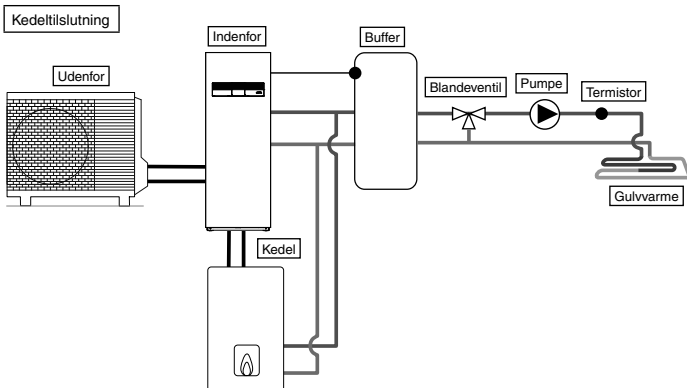 Kedeltilslutning
Indenfor
Buffer
Udenfor
Blandeventil
Pumpe
Termistor
Gulvvarme
Kedel